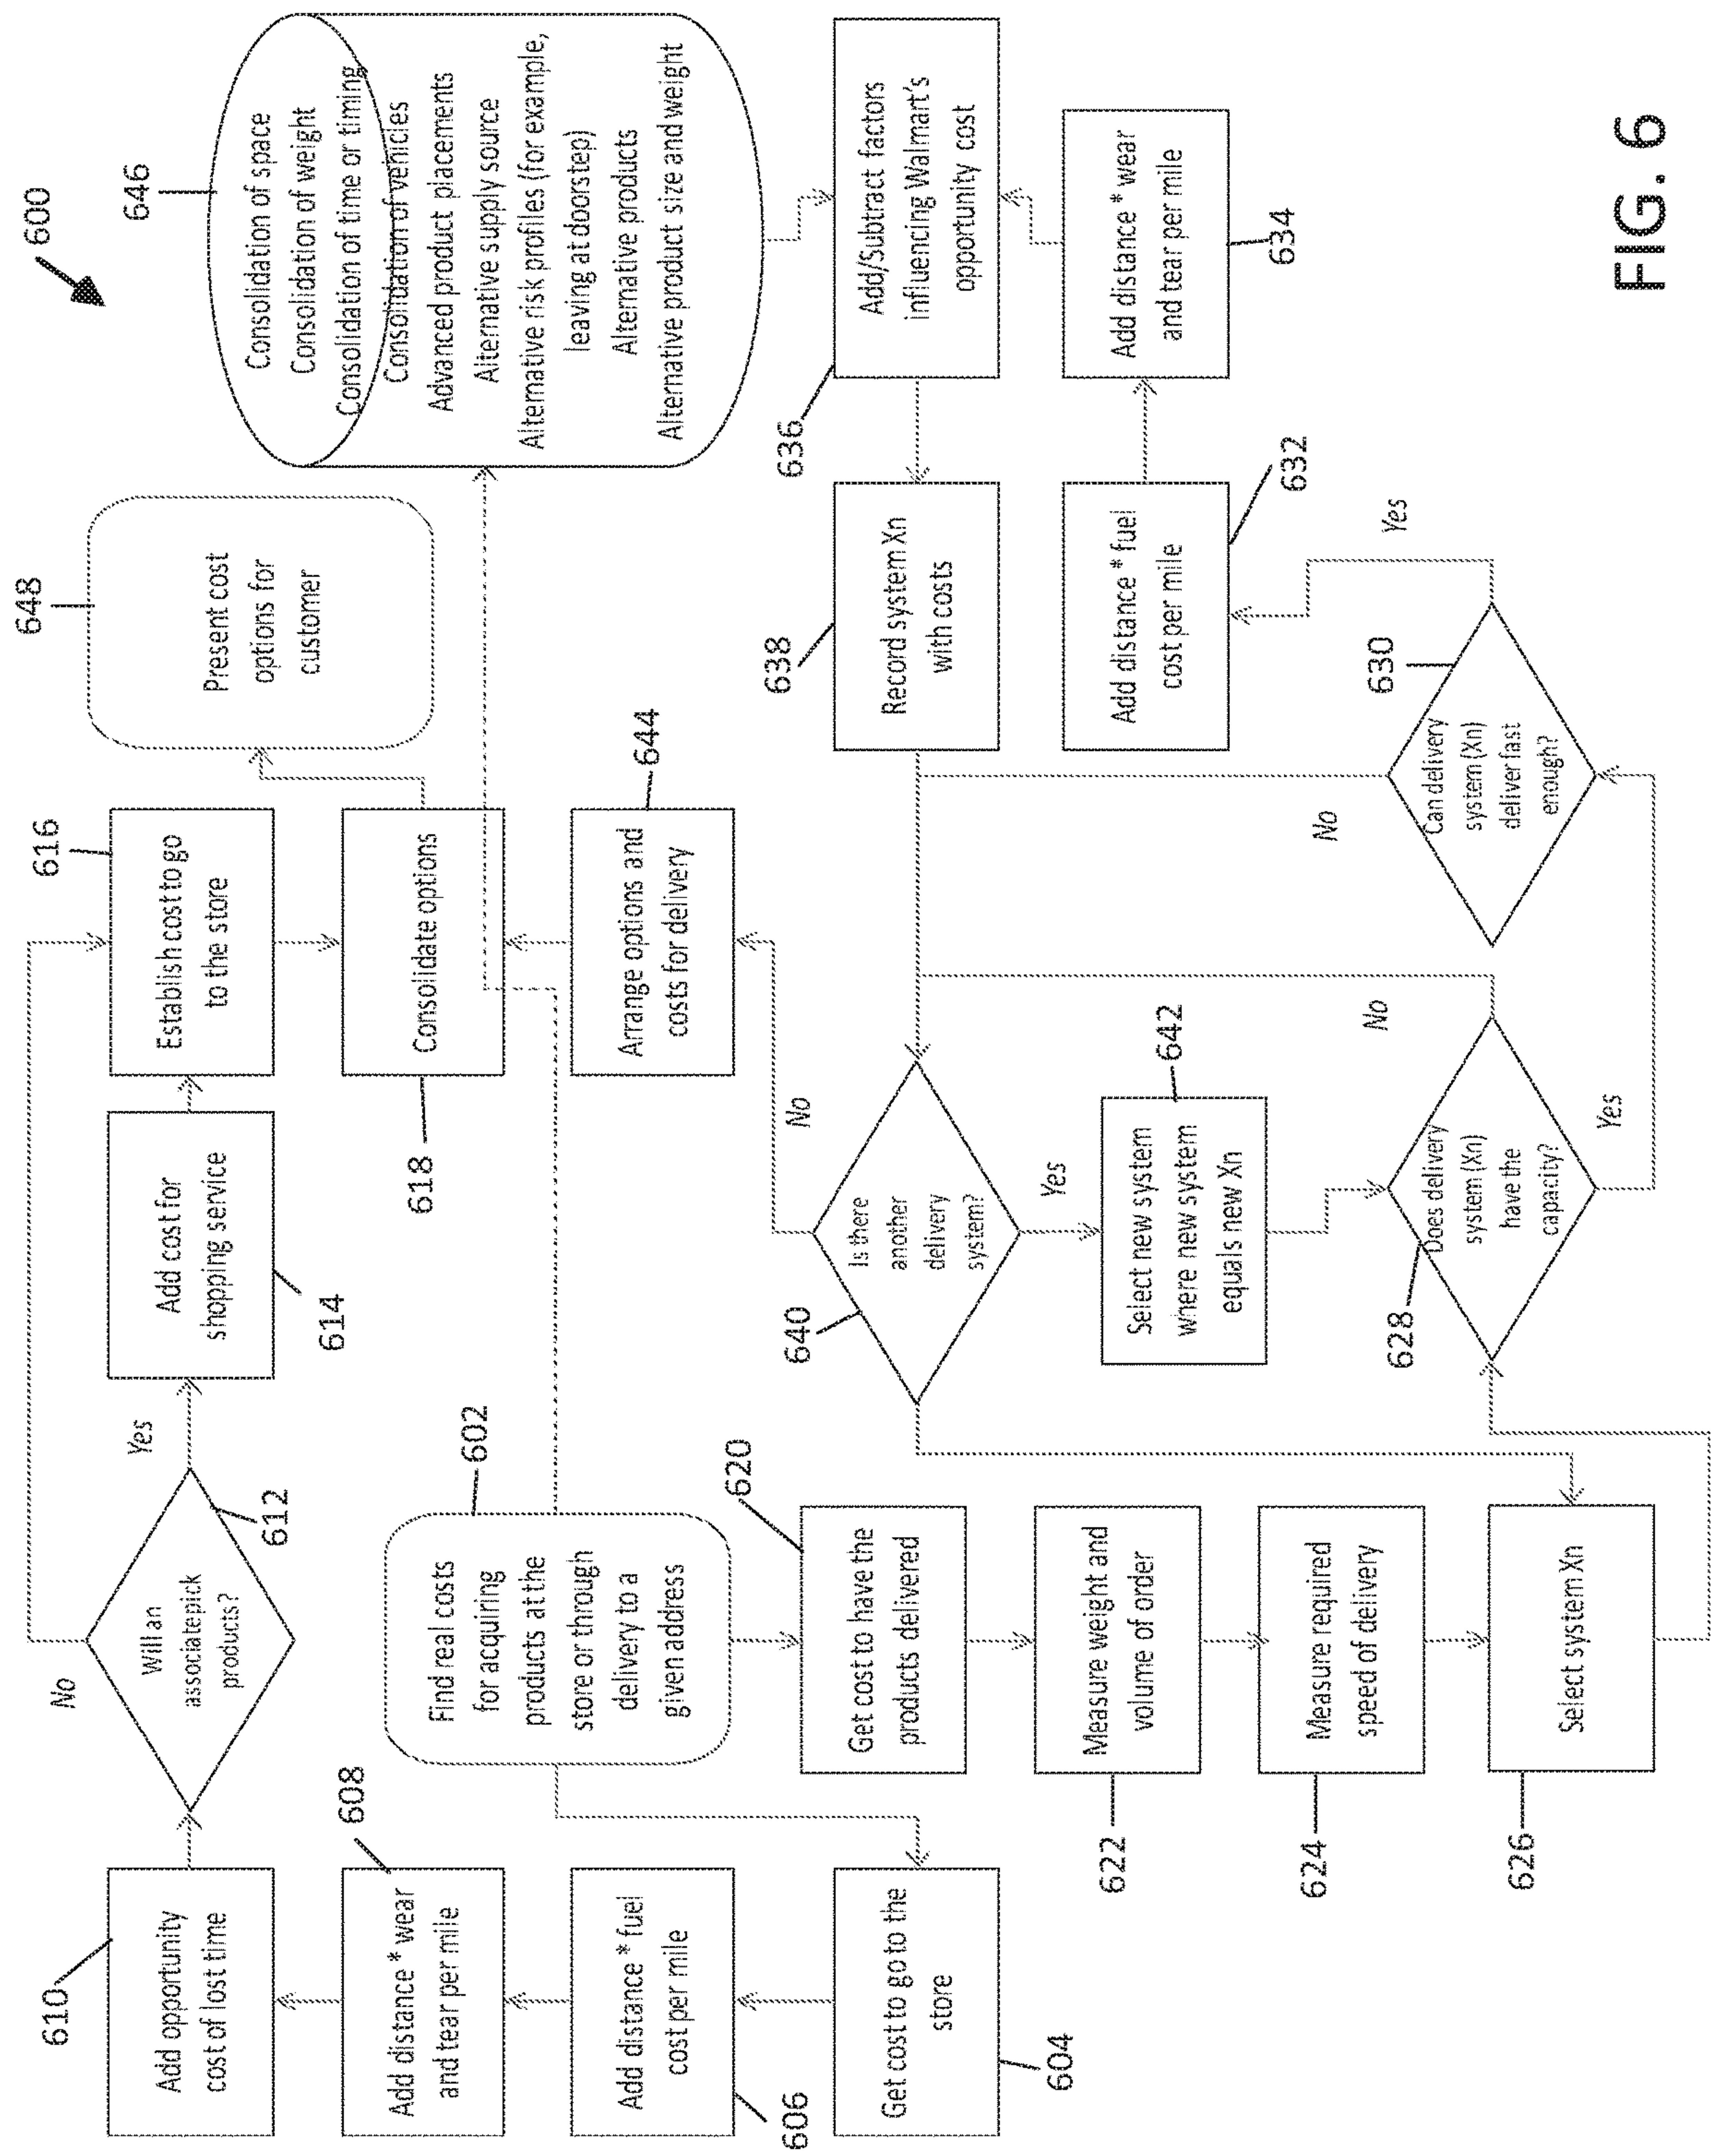 600
610
Add opportunity
cost of lost time
608
Add distance * wear
and tear per mile
606
Add distance * fuel
cost per mile
604
Get cost to go to the
store
No
Will an
associate pick
products?
612
Yes
Add cost for
shopping service
614
616
Establish cost to go
to the store
618
Consolidate options
648
Present cost
options for
customer
644
Arrange options and
costs for delivery
646
Consolidation of space
Consolidation of weight
Consolidation of time or timing
Consolidation of vehicles
Advanced product placements
Alternative supply source
Alternative risk profiles (for example,
leaving at doorstep)
Alternative products
Alternative product size and weight
602
Find real costs
for acquiring
products at the
store or through
delivery to a
given address
620
Get cost to have the
products delivered
622
Measure weight and
volume of order
624
Measure required
speed of delivery
626
Select system Xn
640
Is there
another
delivery
system?
No
Yes
642
Select new system
where new system
equals new Xn
628
Does delivery
system (Xn)
have the
capacity?
No
Yes
630
Can delivery
system (Xn)
deliver fast
enough?
No
Yes
632
Add distance * fuel
cost per mile
634
Add distance * wear
and tear per mile
636
Add/Subtract factors
influencing Walmart's
opportunity cost
638
Record system Xn
with costs
FIG. 6